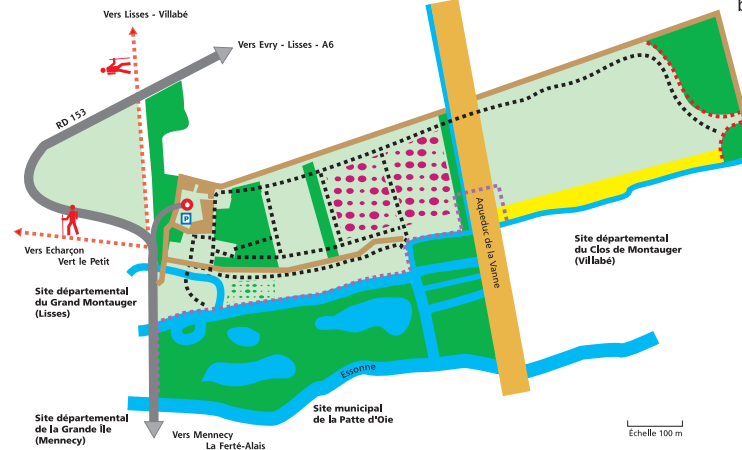 Vers Lisses - Villabé
b
Vers Evry - Lisses - A6
RD 153
P
Aqueduc de la Vanne
Vers Echarçon
Vert le Petit
Site départemental
du Clos de Montauger
(Villabé)
Site départemental
du Grand Montauger
(Lisses)
Essonne
Site municipal
de la Patte d'Oie
Site départemental
de la Grande Île
(Mennecy)
Vers Mennecy
La Ferté-Alais
Échelle 100 m